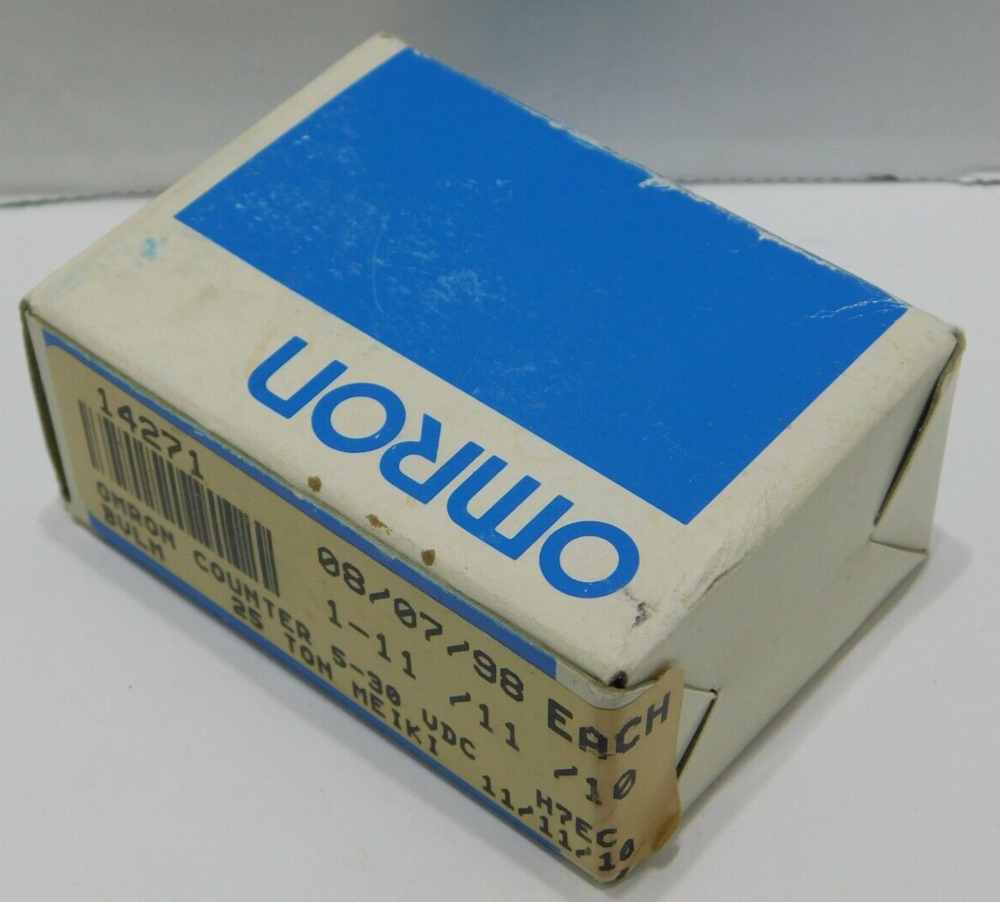 OMRON
14271
08/07/98 EACH
1-11 /11 /10
OMROM COUNTER 5-30 VDC H7EC
BULK 25 TON MEIKI 11/11/10